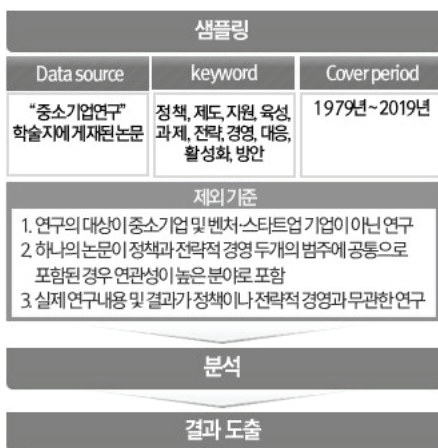 샘플링
Data source
keyword
Cover period
"중소기업연구"
학술지에 게재된 논문
정책, 제도, 지원, 육성,
과제, 전략, 경영, 대응,
활성화, 방안
1979년~2019년
제외 기준
1. 연구의 대상이 중소기업 및 벤처·스타트업 기업이 아닌 연구
2. 하나의 논문이 정책과 전략적 경영 두개의 범주에 공통으로
포함된 경우 연관성이 높은 분야로 포함
3. 실제 연구내용 및 결과가 정책이나 전략적 경영과 무관한 연구
분석
결과 도출